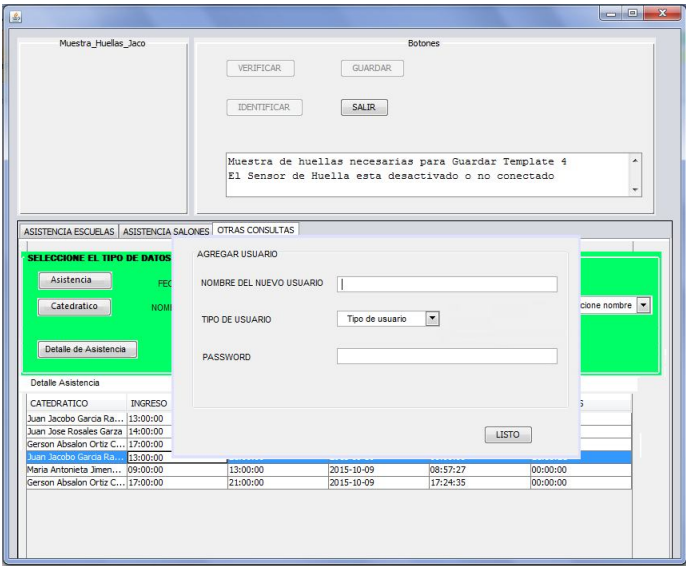 Muestra_Huellas_Jaco
Botones
VERIFICAR
GUARDAR
IDENTIFICAR
SALIR
Muestra de huellas necesarias para Guardar Template 4
El Sensor de Huella esta desactivado o no conectado
ASISTENCIA ESCUELAS ASISTENCIA SALONES OTRAS CONSULTAS
SELECCIONE EL TIPO DE DATOS
Asistencia
FEC
Catedratico
NOM
cione nombre
Detalle de Asistencia
AGREGAR USUARIO
NOMBRE DEL NUEVO USUARIO
TIPO DE USUARIO
Tipo de usuario
PASSWORD
LISTO
Detalle Asistencia
CATEDRATICO INGRESO S
Juan Jacobo Garcia Ra... 13:00:00
Juan Jose Rosales Garza 14:00:00
Gerson Absalon Ortiz C... 17:00:00
Juan Jacobo Garcia Ra... 13:00:00
Maria Antonieta Jimen... 09:00:00 13:00:00 2015-10-09 08:57:27 00:00:00
Gerson Absalon Ortiz C... 17:00:00 21:00:00 2015-10-09 17:24:35 00:00:00